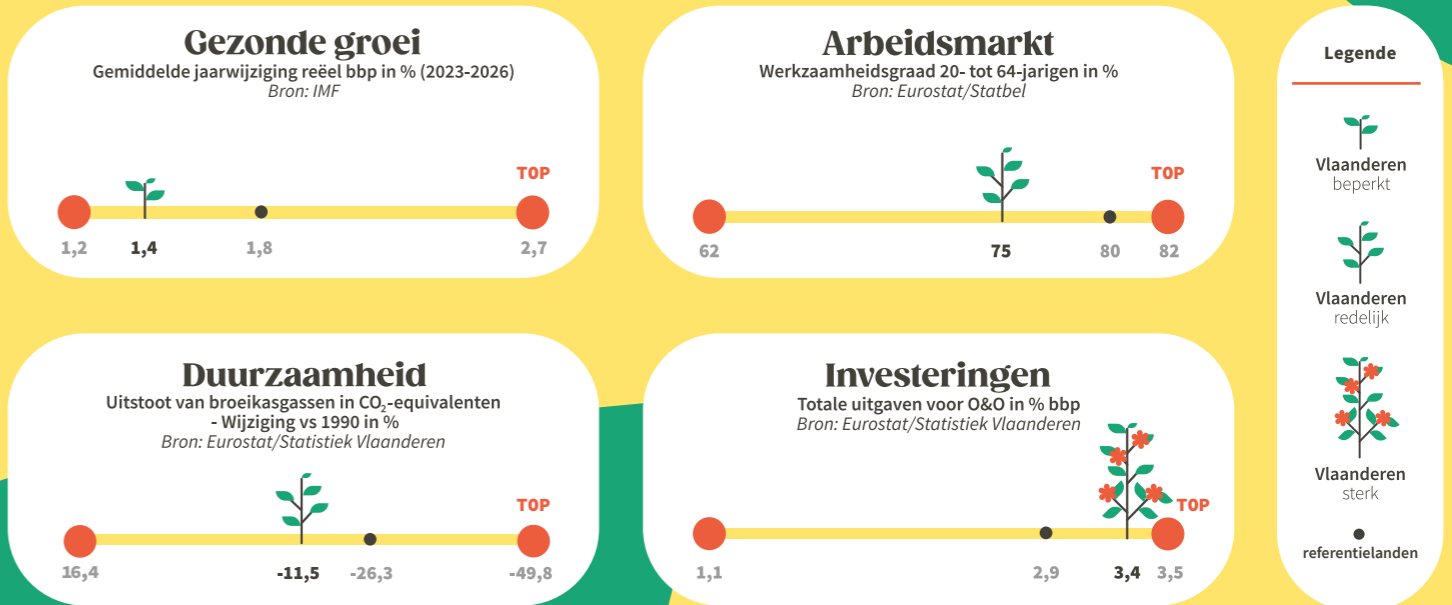 Gezonde groei
Gemiddelde jaarwijziging reëel bbp in % (2023-2026)
Bron: IMF
TOP
1,2
1,4
1,8
2,7
Arbeidsmarkt
Werkzaamheidsgraad 20- tot 64-jarigen in %
Bron: Eurostat/Statbel
TOP
62
75
80
82
Duurzaamheid
Uitstoot van broeikasgassen in CO₂-equivalenten
- Wijziging vs 1990 in %
Bron: Eurostat/Statistiek Vlaanderen
TOP
16,4
-11,5
-26,3
-49,8
Investeringen
Totale uitgaven voor O&O in % bbp
Bron: Eurostat/Statistiek Vlaanderen
TOP
1,1
2,9
3,4
3,5
Legende
Vlaanderen
beperkt
Vlaanderen
redelijk
Vlaanderen
sterk
referentielanden